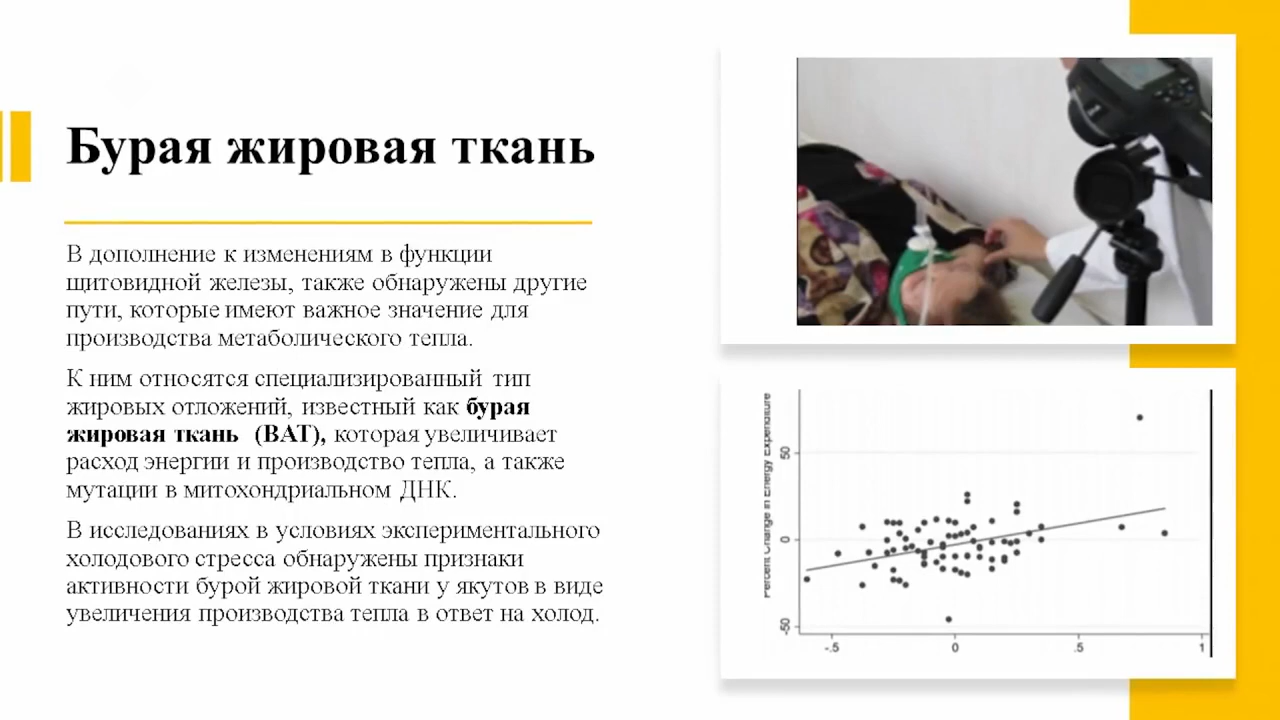 Бурая жировая ткань
В дополнение к изменениям в функции
щитовидной железы, также обнаружены другие
пути, которые имеют важное значение для
производства метаболического тепла.
К ним относятся специализированный тип
жировых отложений, известный как бурая
жировая ткань (BAT), которая увеличивает
расход энергии и производство тепла, а также
мутации в митохондриальном ДНК.
В исследованиях в условиях экспериментального
холодового стресса обнаружены признаки
активности бурой жировой ткани у якутов в виде
увеличения производства тепла в ответ на холод.
Percent Change in Energy Expenditure
50
0
-50
-.5
0
.5
1